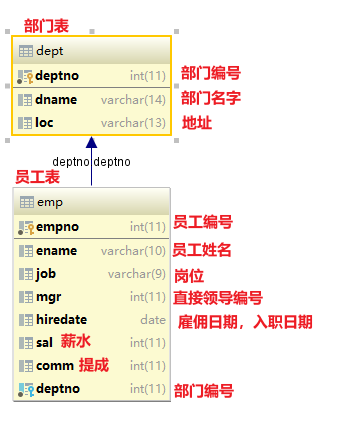 部门表
dept
deptno int(11) 部门编号
dname varchar(14) 部门名字
loc varchar(13) 地址
deptno deptno
员工表
emp
empno int(11) 员工编号
ename varchar(10) 员工姓名
job varchar(9) 岗位
mgr int(11) 直接领导编号
hiredate date 雇佣日期，入职日期
sal 薪水 int(11)
comm 提成 int(11)
deptno int(11) 部门编号